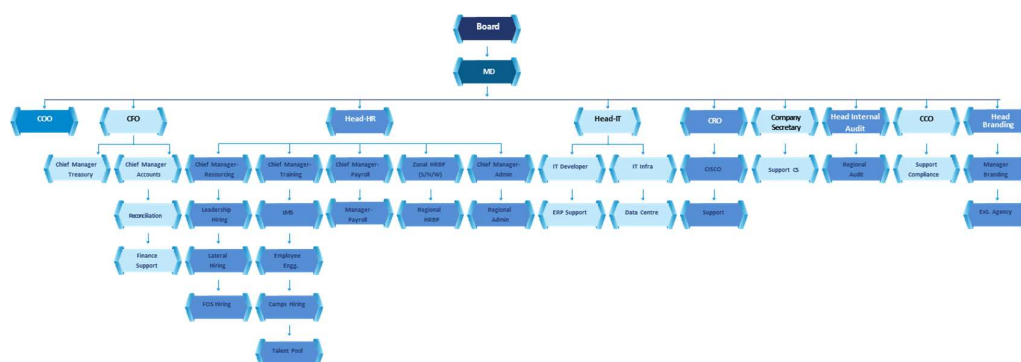 Board
MD
COO
CFO
Head-HR
Head-IT
CRO
Company
Secretary
Head Internal
Audit
CCO
Head
Branding
Chief Manager
Treasury
Chief Manager
Accounts
Chief Manager-
Resourcing
Chief Manager-
Training
Chief Manager-
Payroll
Zonal HRBP
(S/N/W)
Chief Manager-
Admin
IT Developer
IT Infra
CISCO
Support CS
Regional
Audit
Support
Compliance
Manager
Branding
Reconciliation
Leadership
Hiring
LMS
Manager-
Payroll
Regional
HRBP
Regional
Admin
ERP Support
Data Centre
Support
Ext. Agency
Finance
Support
Lateral
Hiring
Employee
Engg.
FOS Hiring
Camps Hiring
Talent Pool